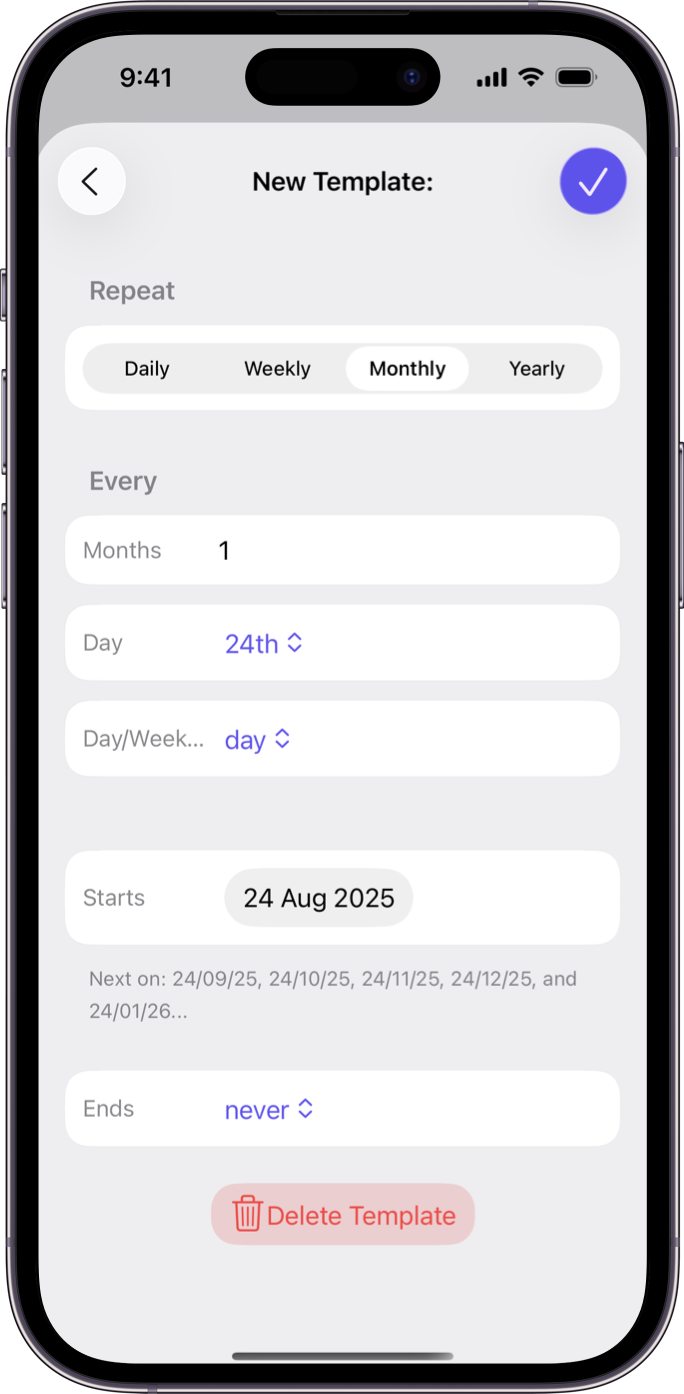 9:41
New Template:
Repeat
Daily Weekly Monthly Yearly
Every
Months 1
Day 24th
Day/Week... day
Starts 24 Aug 2025
Next on: 24/09/25, 24/10/25, 24/11/25, 24/12/25, and
24/01/26...
Ends never
Delete Template